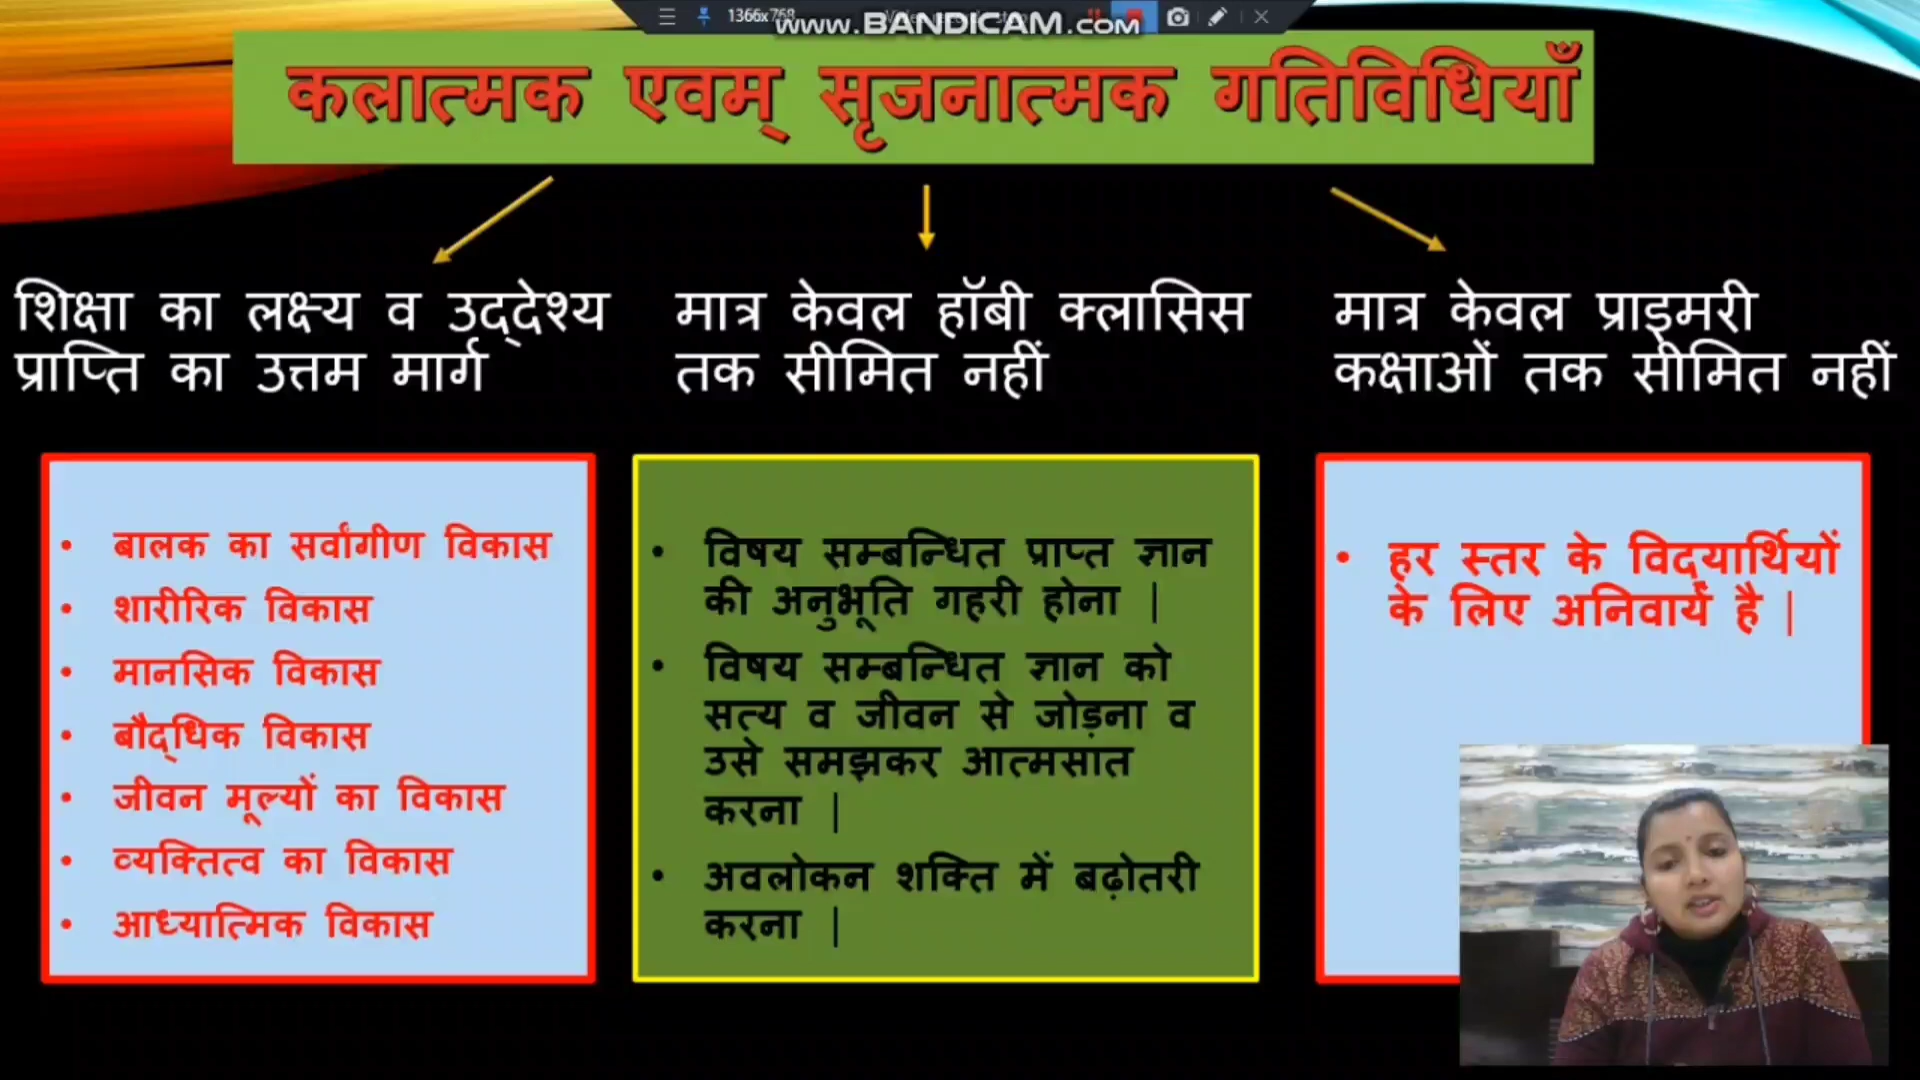 1366x768
www.BANDICAM.com
कलात्मक एवम् सृजनात्मक गतिविधियाँ
शिक्षा का लक्ष्य व उद्देश्य
प्राप्ति का उत्तम मार्ग
मात्र केवल हॉबी क्लासिस
तक सीमित नहीं
मात्र केवल प्राइमरी
कक्षाओं तक सीमित नहीं
• बालक का सर्वांगीण विकास
• शारीरिक विकास
• मानसिक विकास
• बौद्धिक विकास
• जीवन मूल्यों का विकास
• व्यक्तित्व का विकास
• आध्यात्मिक विकास
• विषय सम्बन्धित प्राप्त ज्ञान
की अनुभूति गहरी होना |
• विषय सम्बन्धित ज्ञान को
सत्य व जीवन से जोड़ना व
उसे समझकर आत्मसात
करना |
• अवलोकन शक्ति में बढ़ोतरी
करना |
• हर स्तर के विद्यार्थियों
के लिए अनिवार्य है |